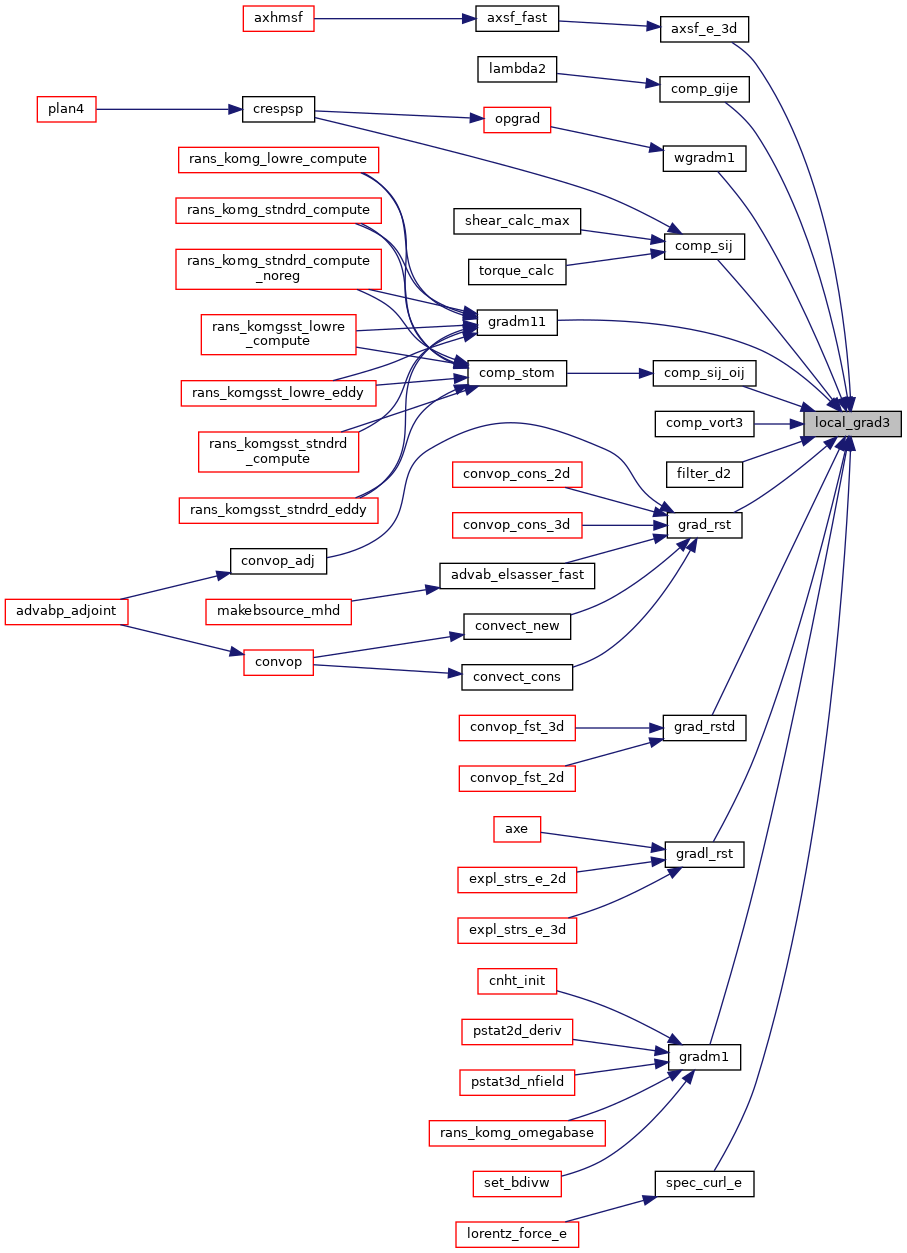 axhmsf
axsf_fast
axsf_e_3d
lambda2
comp_gije
plan4
crespsp
opgrad
wgradm1
rans_komg_lowre_compute
rans_komg_stndrd_compute
shear_calc_max
comp_sij
torque_calc
rans_komg_stndrd_compute
_noreg
gradm11
rans_komgsst_lowre
_compute
comp_stom
comp_sij_oij
rans_komgsst_lowre_eddy
comp_vort3
local_grad3
rans_komgsst_stndrd
_compute
filter_d2
convop_cons_2d
rans_komgsst_stndrd_eddy
convop_cons_3d
grad_rst
convop_adj
advab_elsasser_fast
advabp_adjoint
makebsource_mhd
convect_new
convop
convect_cons
convop_fst_3d
grad_rstd
convop_fst_2d
axe
gradl_rst
expl_strs_e_2d
expl_strs_e_3d
cnht_init
pstat2d_deriv
gradm1
pstat3d_nfield
rans_komg_omegabase
set_bdivw
spec_curl_e
lorentz_force_e